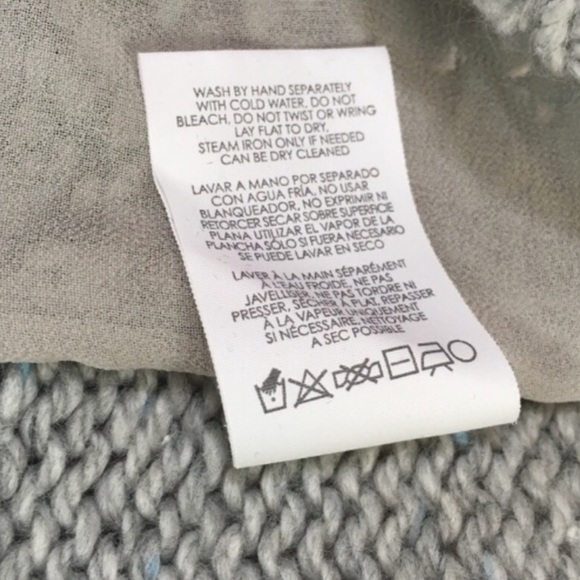 WASH BY HAND SEPARATELY
WITH COLD WATER, DO NOT
BLEACH, DO NOT TWIST OR WRING
LAY FLAT TO DRY,
STEAM IRON ONLY IF NEEDED
CAN BE DRY CLEANED
LAVAR A MANO POR SEPARADO
CON AGUA FRÍA, NO USAR
BLANQUEADOR, NO EXPRIMIR NI
RETORCER SECAR SOBRE SUPERFICIE
PLANA UTILIZAR EL VAPOR DE LA
PLANCHA SÓLO SI FUERA NECESARIO
SE PUEDE LAVAR EN SECO
LAVER À LA MAIN SÉPARÉMENT
À L'EAU FROIDE, NE PAS
JAVELLISER, NE PAS TORDRE NI
PRESSER, SÉCHER À PLAT, REPASSER
À LA VAPEUR UNIQUEMENT
SI NÉCESSAIRE, NETTOYAGE
A SEC POSSIBLE